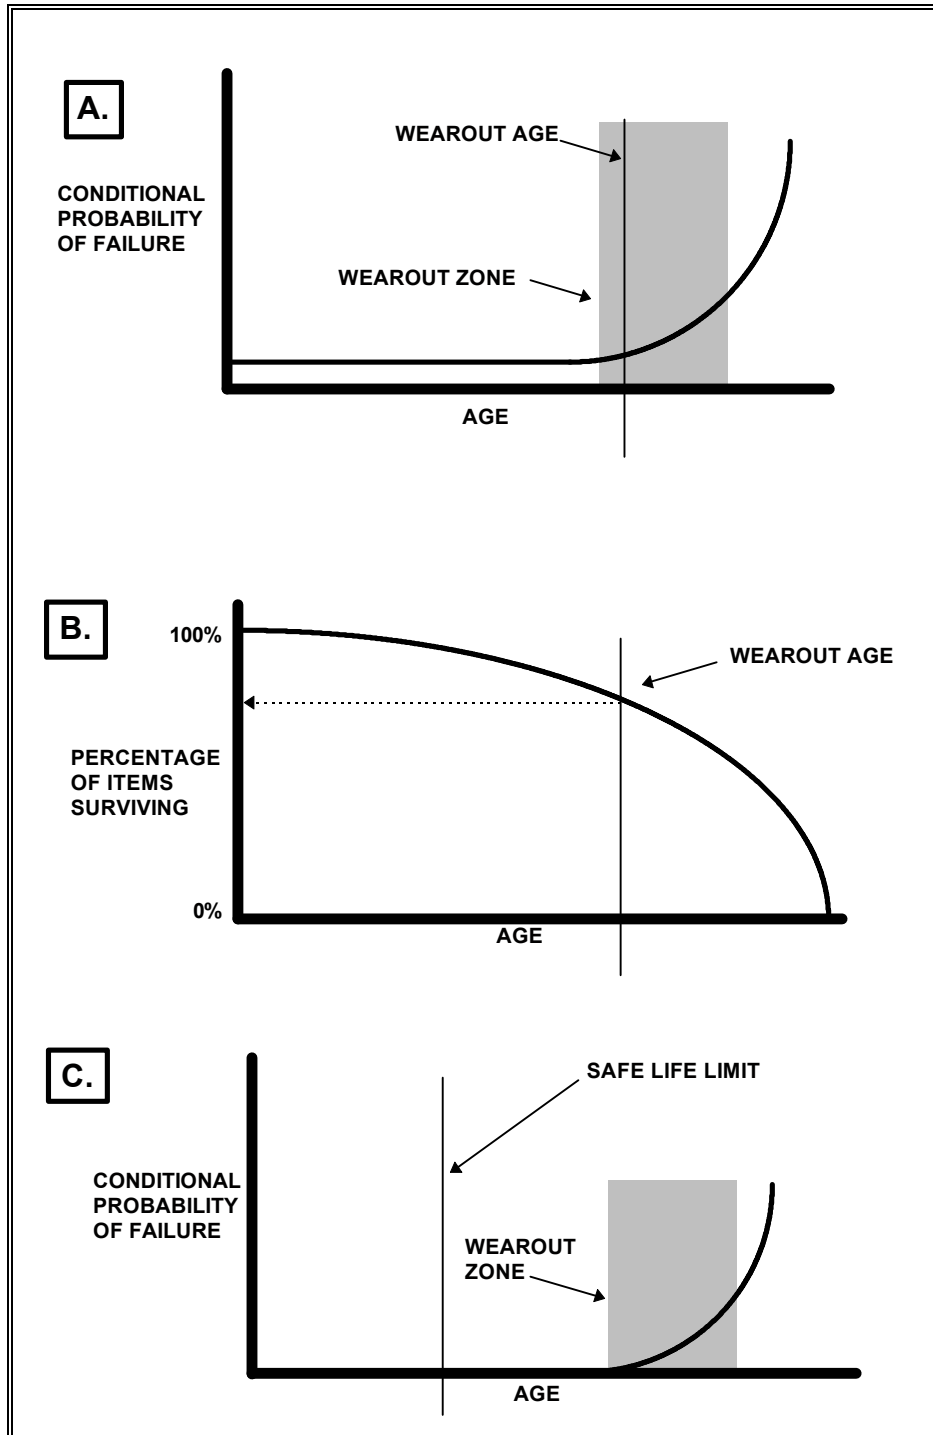 A.
WEAROUT AGE
CONDITIONAL
PROBABILITY
OF FAILURE
WEAROUT ZONE
AGE
B.
100%
WEAROUT AGE
PERCENTAGE
OF ITEMS
SURVIVING
0%
AGE
C.
SAFE LIFE LIMIT
CONDITIONAL
PROBABILITY
OF FAILURE
WEAROUT
ZONE
AGE